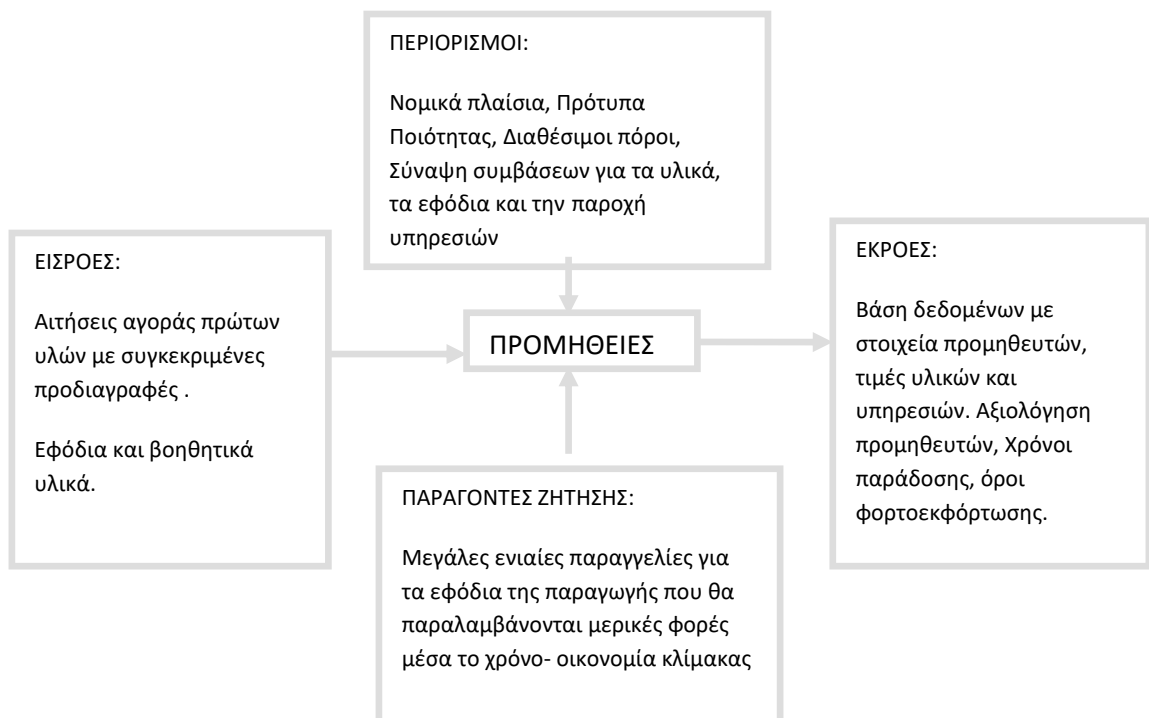 ΠΕΡΙΟΡΙΣΜΟΙ:
Νομικά πλαίσια, Πρότυπα
Ποιότητας, Διαθέσιμοι πόροι,
Σύναψη συμβάσεων για τα υλικά,
τα εφόδια και την παροχή
υπηρεσιών
ΕΙΣΡΟΕΣ:
Αιτήσεις αγοράς πρώτων
υλών με συγκεκριμένες
προδιαγραφές .
Εφόδια και βοηθητικά
υλικά.
ΠΡΟΜΗΘΕΙΕΣ
ΕΚΡΟΕΣ:
Βάση δεδομένων με
στοιχεία προμηθευτών,
τιμές υλικών και
υπηρεσιών. Αξιολόγηση
προμηθευτών, Χρόνοι
παράδοσης, όροι
φορτοεκφόρτωσης.
ΠΑΡΑΓΟΝΤΕΣ ΖΗΤΗΣΗΣ:
Μεγάλες ενιαίες παραγγελίες για
τα εφόδια της παραγωγής που θα
παραλαμβάνονται μερικές φορές
μέσα το χρόνο- οικονομία κλίμακας